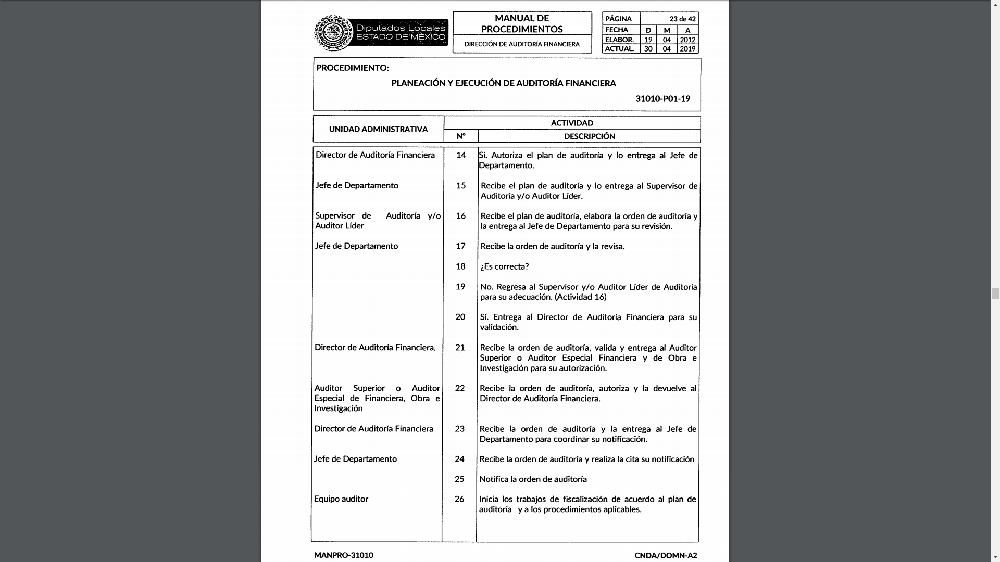 Diputados Locales
ESTADO DE MÉXICO
MANUAL DE
PROCEDIMIENTOS
DIRECCIÓN DE AUDITORÍA FINANCIERA
PÁGINA 23 de 42
FECHA D M A
ELABOR. 19 04 2012
ACTUAL. 30 04 2019
PROCEDIMIENTO:
PLANEACIÓN Y EJECUCIÓN DE AUDITORÍA FINANCIERA
31010-P01-19
UNIDAD ADMINISTRATIVA
ACTIVIDAD
N° DESCRIPCIÓN
Director de Auditoría Financiera 14 Sí. Autoriza el plan de auditoría y lo entrega al Jefe de
Departamento.
Jefe de Departamento 15 Recibe el plan de auditoría y lo entrega al Supervisor de
Auditoría y/o Auditor Líder.
Supervisor de Auditoría y/o 16 Recibe el plan de auditoría, elabora la orden de auditoría y
Auditor Líder la entrega al Jefe de Departamento para su revisión.
Jefe de Departamento 17 Recibe la orden de auditoría y la revisa.
18 ¿Es correcta?
19 No. Regresa al Supervisor y/o Auditor Líder de Auditoría
para su adecuación. (Actividad 16)
20 Sí. Entrega al Director de Auditoría Financiera para su
validación.
Director de Auditoría Financiera. 21 Recibe la orden de auditoría, valida y entrega al Auditor
Superior o Auditor Especial Financiera y de Obra e
Investigación para su autorización.
Auditor Superior o Auditor 22 Recibe la orden de auditoría, autoriza y la devuelve al
Especial de Financiera, Obra e Director de Auditoría Financiera.
Investigación
Director de Auditoría Financiera 23 Recibe la orden de auditoría y la entrega al Jefe de
Departamento para coordinar su notificación.
Jefe de Departamento 24 Recibe la orden de auditoría y realiza la cita su notificación
25 Notifica la orden de auditoría
Equipo auditor 26 Inicia los trabajos de fiscalización de acuerdo al plan de
auditoría y a los procedimientos aplicables.
MANPRO-31010 CNDA/DOMN-A2